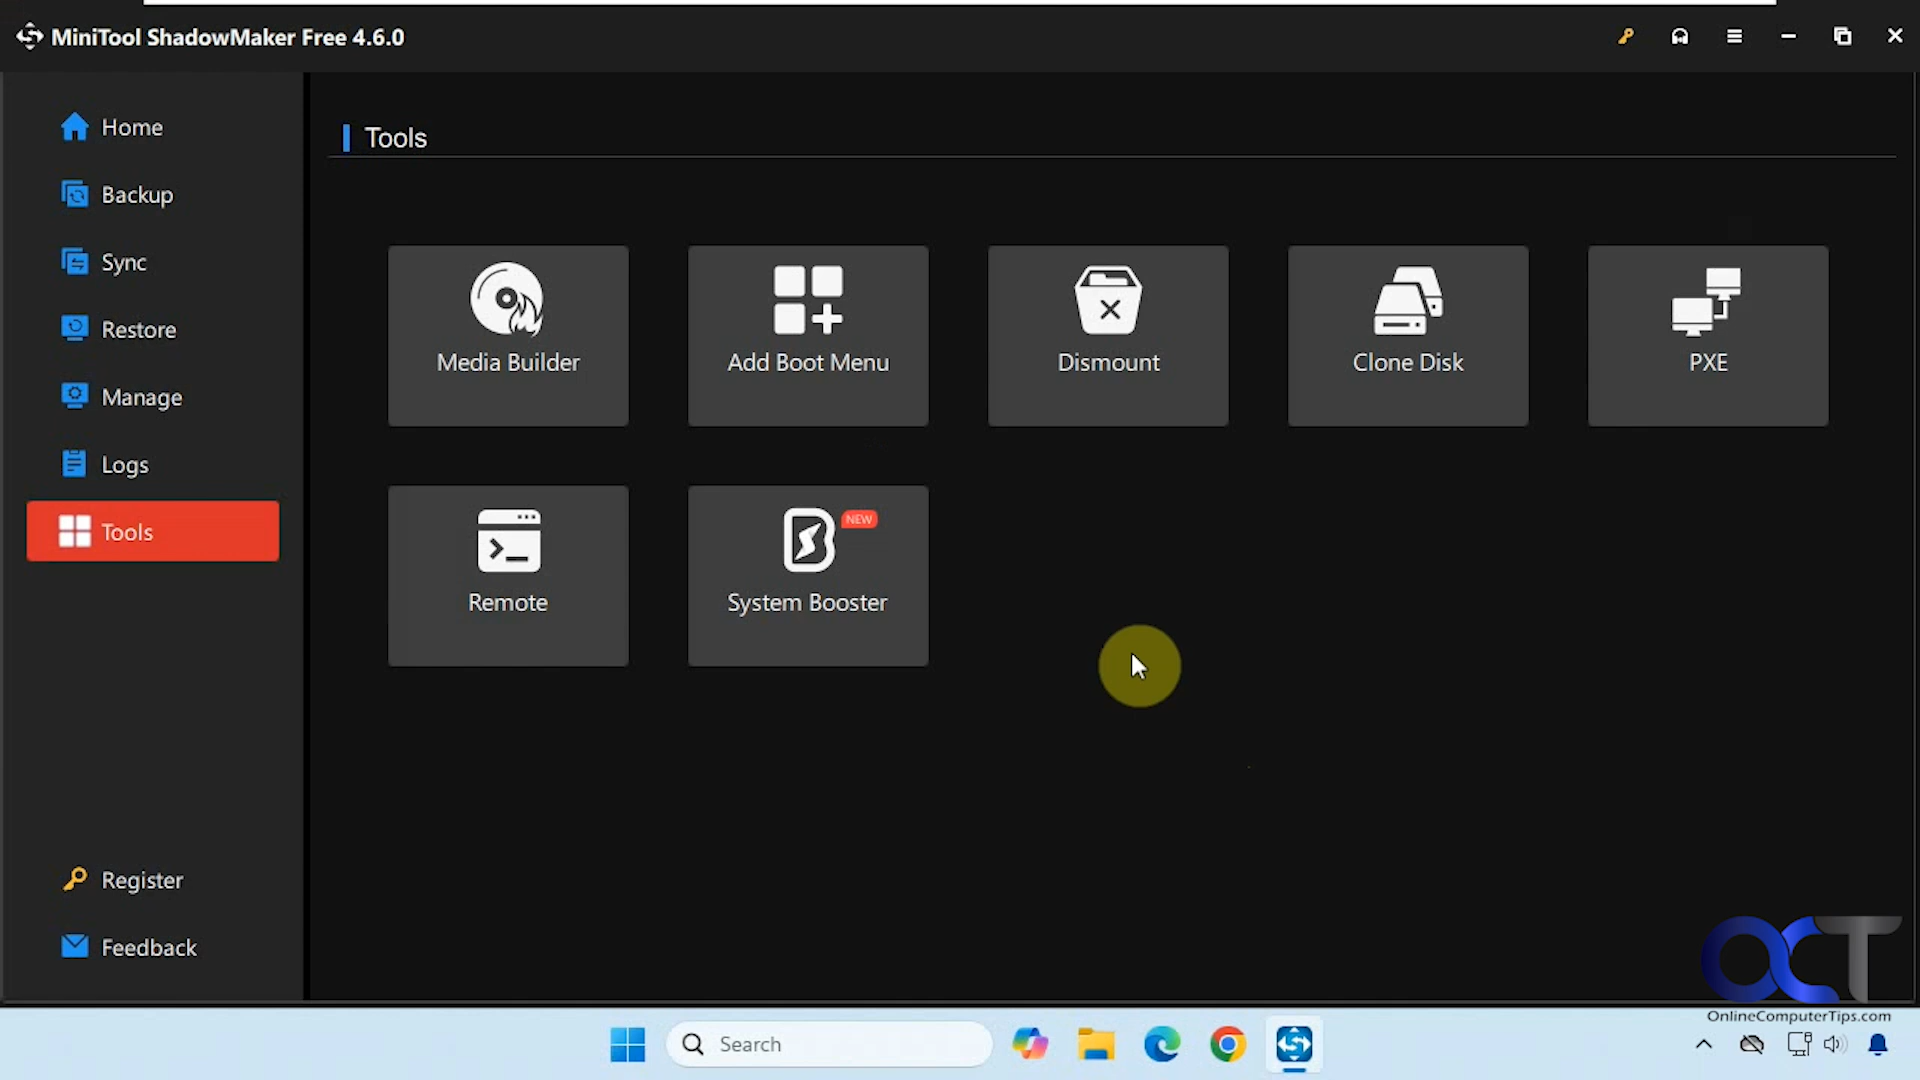 MiniTool ShadowMaker Free 4.6.0
Home
Backup
Sync
Restore
Manage
Logs
Tools
Register
Feedback
Tools
Media Builder
Add Boot Menu
Dismount
Clone Disk
PXE
Remote
NEW
System Booster
OCT
OnlineComputerTips.com
Search